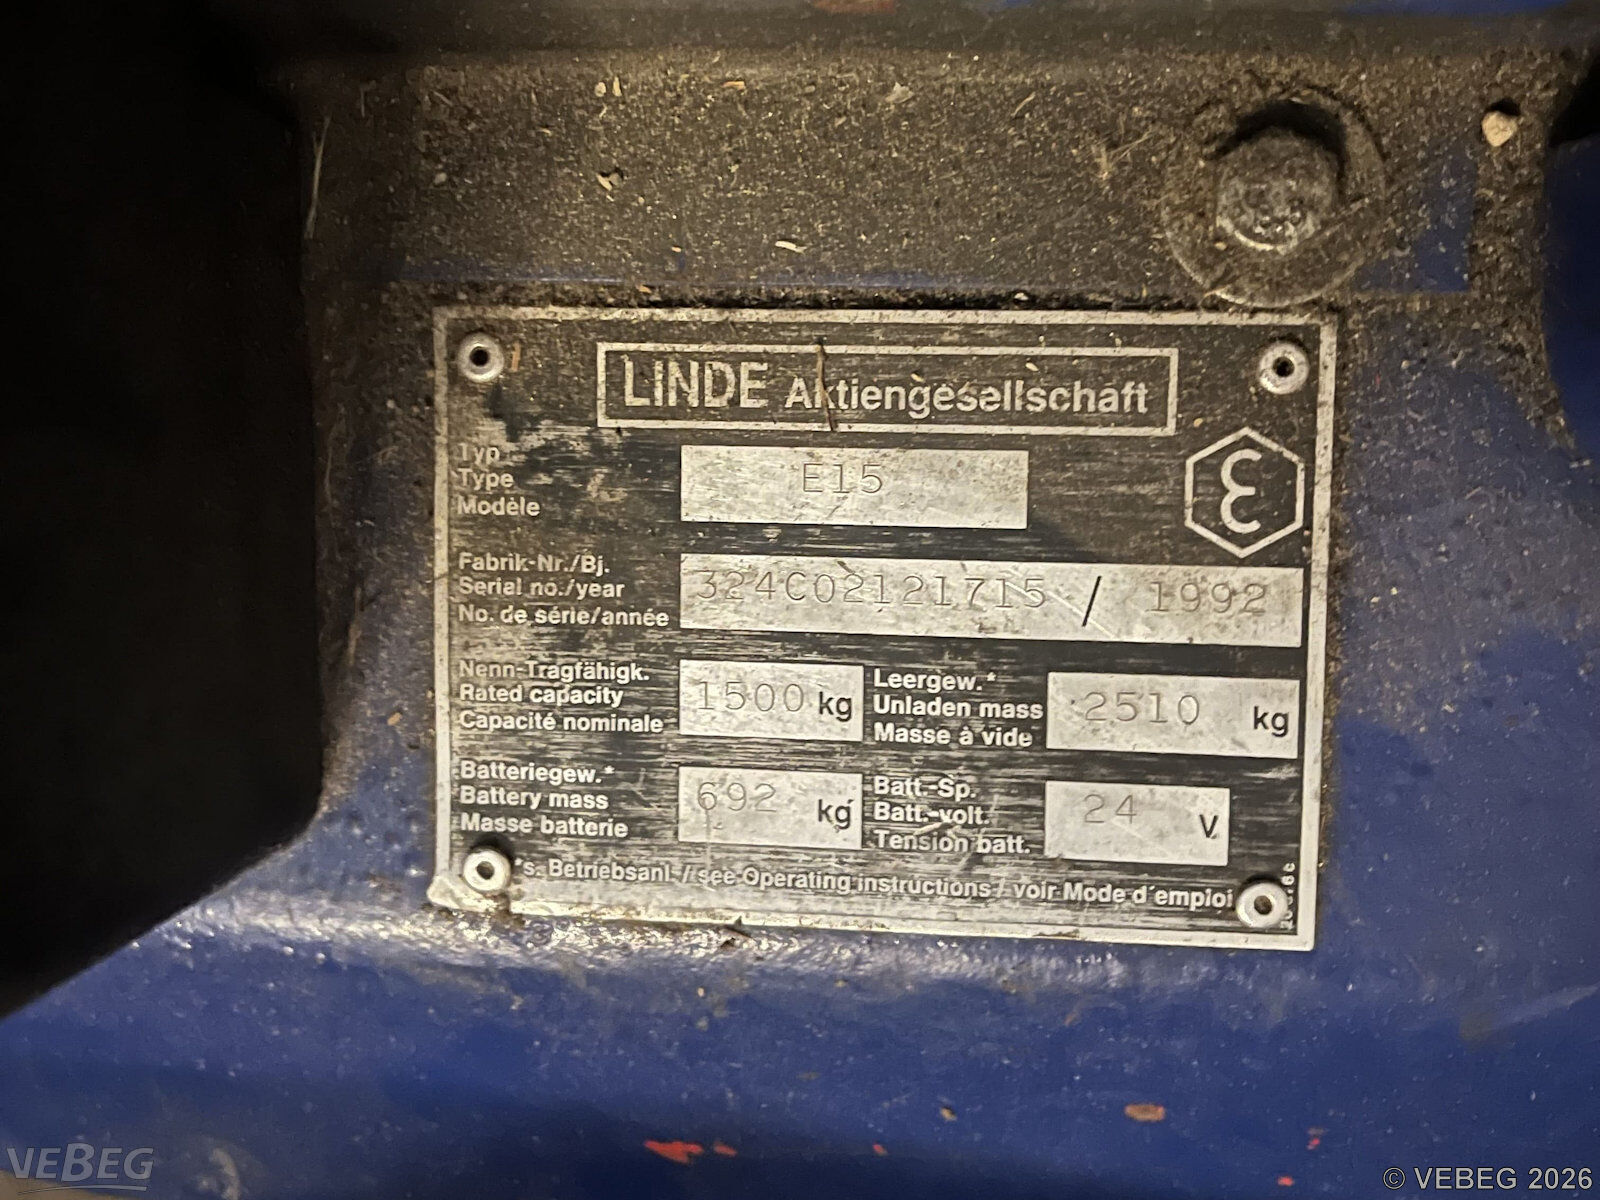 LINDE Aktiengesellschaft
Typ
Type
Modèle
E15
Fabrik-Nr./Bj.
Serial no./year
No. de série/année
324C02121715 / 1992
Nenn-Tragfähigk.
Rated capacity
Capacité nominale
1500 kg
Leergew.*
Unladen mass
Masse à vide
2510 kg
Batteriegew.*
Battery mass
Masse batterie
692 kg
Batt.-Sp.
Batt.-volt.
Tension batt.
24 V
*s. Betriebsanl./see Operating instructions/voir Mode d'emploi
VEBEG
© VEBEG 2026